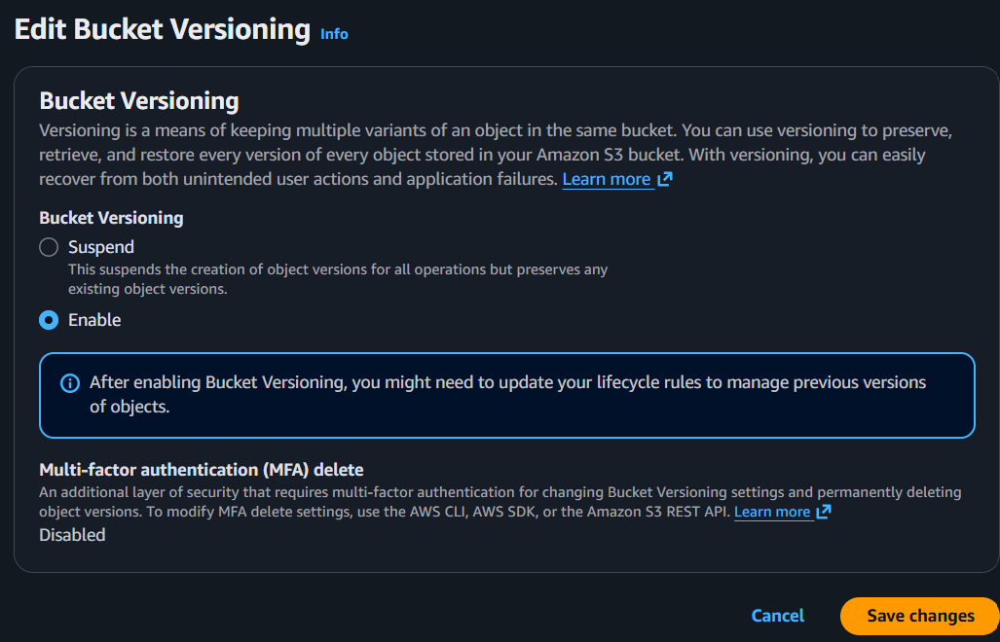 Edit Bucket Versioning Info
Bucket Versioning
Versioning is a means of keeping multiple variants of an object in the same bucket. You can use versioning to preserve,
retrieve, and restore every version of every object stored in your Amazon S3 bucket. With versioning, you can easily
recover from both unintended user actions and application failures. Learn more
Bucket Versioning
Suspend
This suspends the creation of object versions for all operations but preserves any
existing object versions.
Enable
After enabling Bucket Versioning, you might need to update your lifecycle rules to manage previous versions
of objects.
Multi-factor authentication (MFA) delete
An additional layer of security that requires multi-factor authentication for changing Bucket Versioning settings and permanently deleting
object versions. To modify MFA delete settings, use the AWS CLI, AWS SDK, or the Amazon S3 REST API. Learn more
Disabled
Cancel Save changes